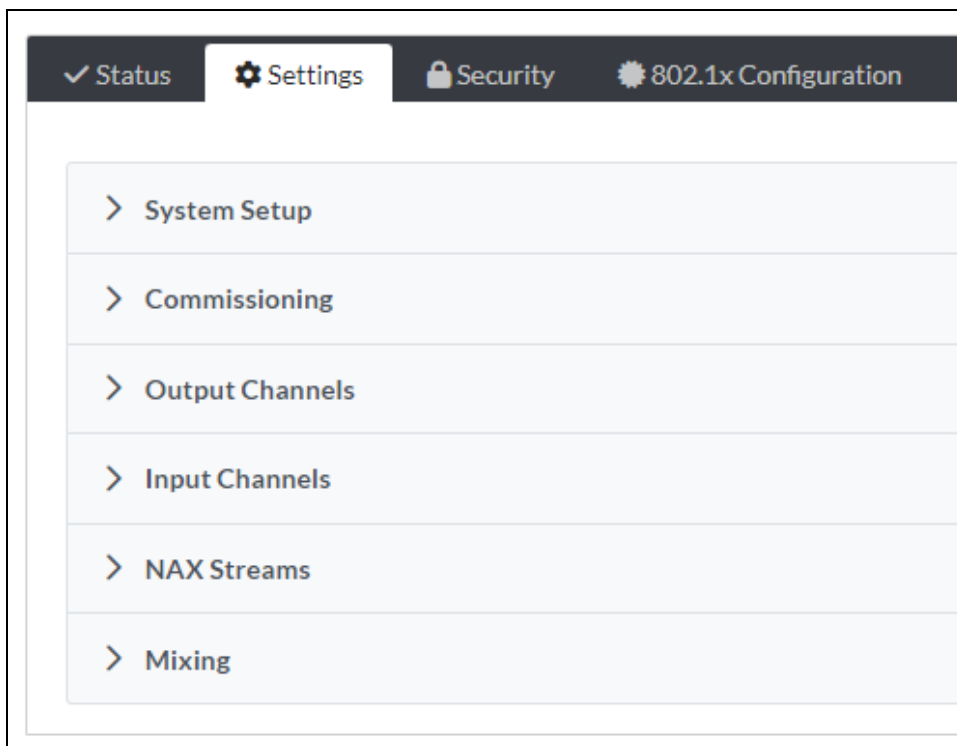 Status Settings Security 802.1x Configuration
System Setup
Commissioning
Output Channels
Input Channels
NAX Streams
Mixing